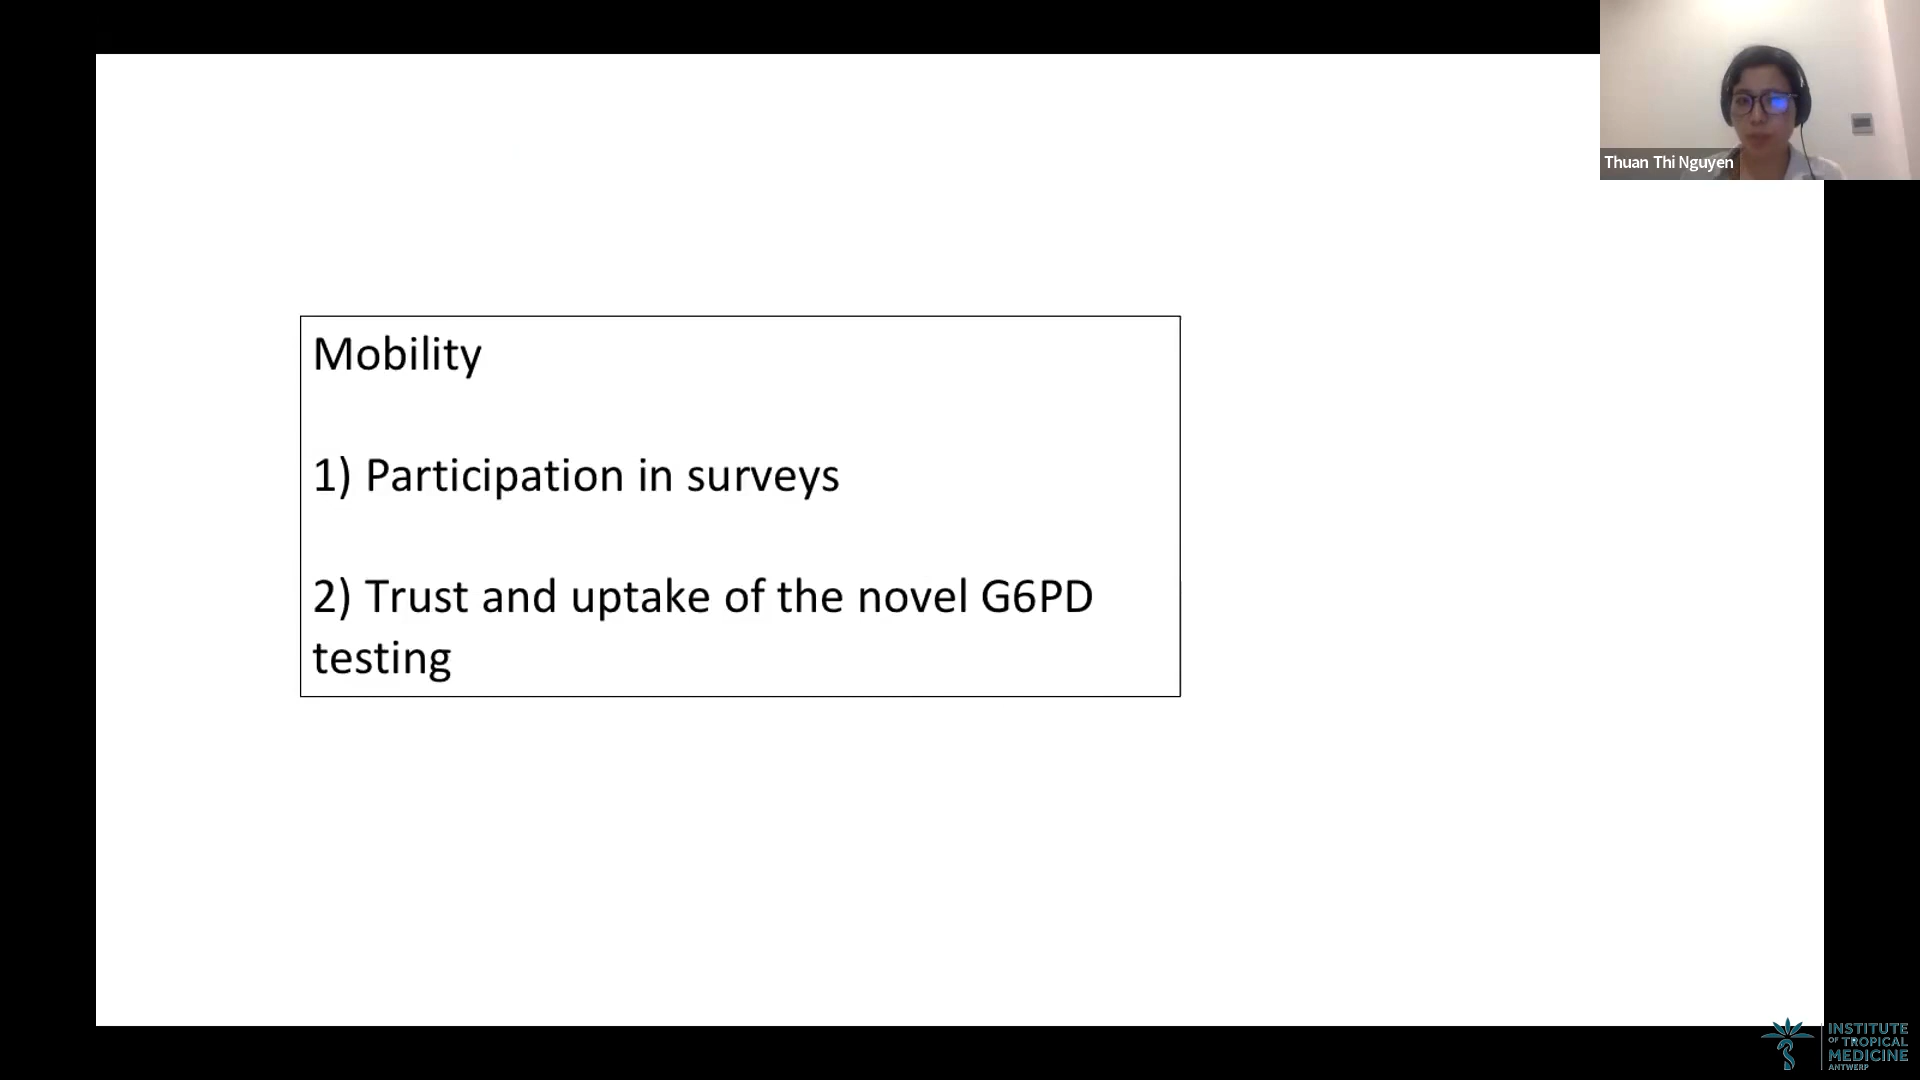 Thuan Thi Nguyen
Mobility
1) Participation in surveys
2) Trust and uptake of the novel G6PD
testing
INSTITUTE
OF TROPICAL
MEDICINE
ANTWERP